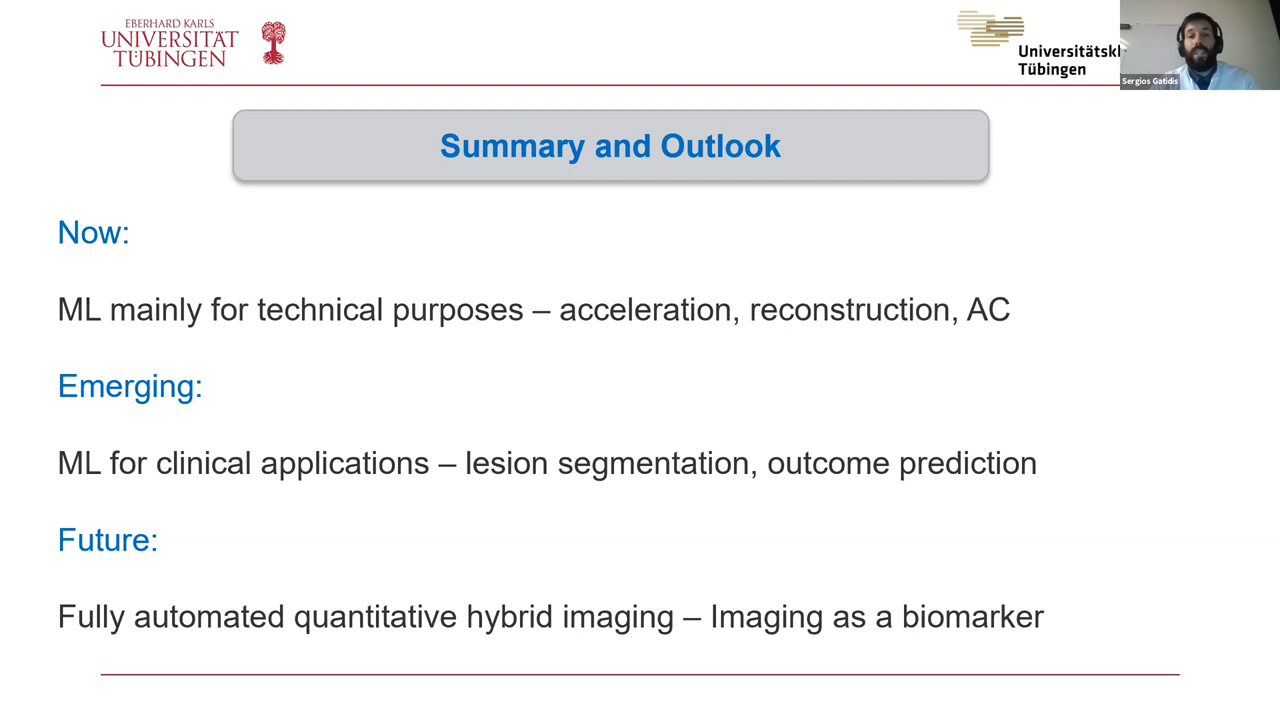 EBERHARD KARLS
UNIVERSITÄT
TÜBINGEN
Universitätskl
Tübingen
Sergios Gatidis
Summary and Outlook
Now:
ML mainly for technical purposes – acceleration, reconstruction, AC
Emerging:
ML for clinical applications – lesion segmentation, outcome prediction
Future:
Fully automated quantitative hybrid imaging – Imaging as a biomarker